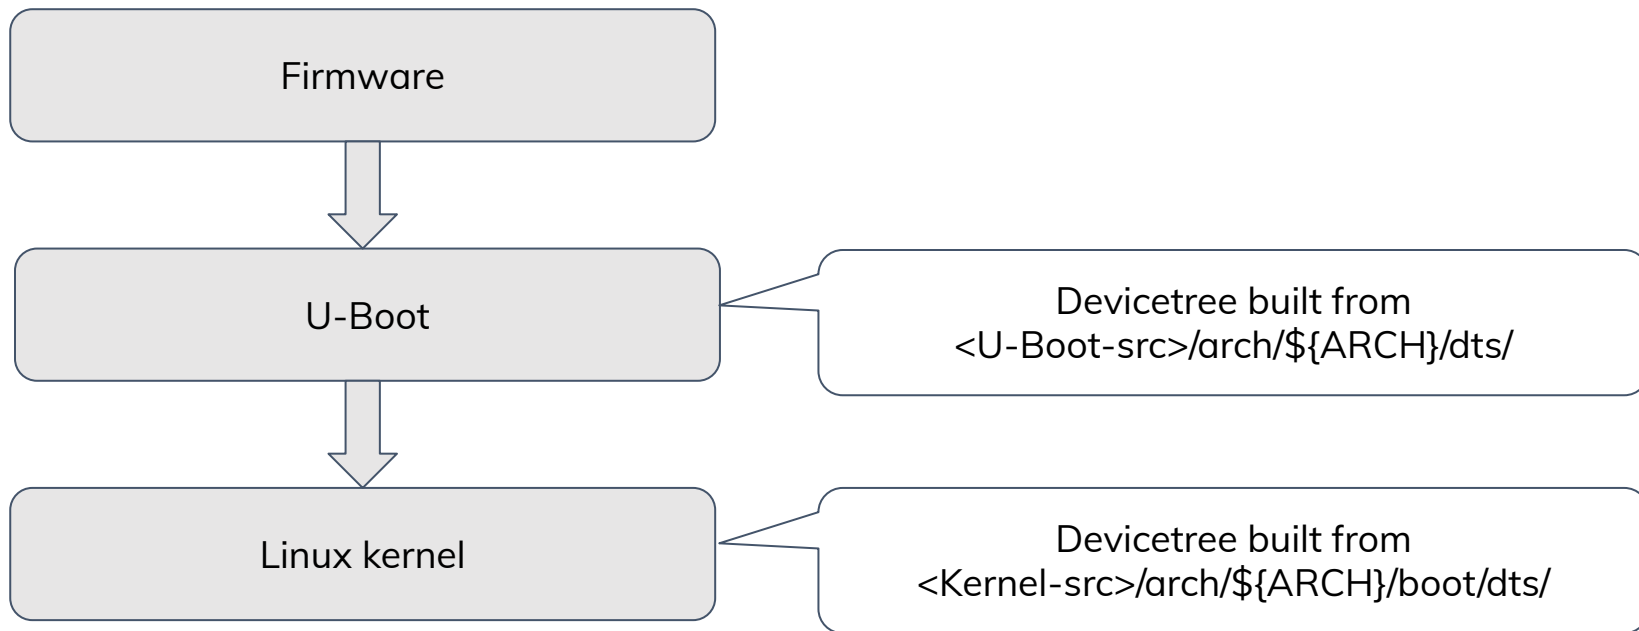 Firmware
U-Boot
Devicetree built from
<U-Boot-src>/arch/${ARCH}/dts/
Linux kernel
Devicetree built from
<Kernel-src>/arch/${ARCH}/boot/dts/